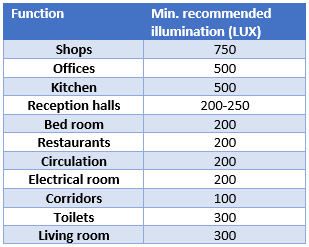 Function Min. recommended
illumination (LUX)
Shops 750
Offices 500
Kitchen 500
Reception halls 200-250
Bed room 200
Restaurants 200
Circulation 200
Electrical room 200
Corridors 100
Toilets 300
Living room 300